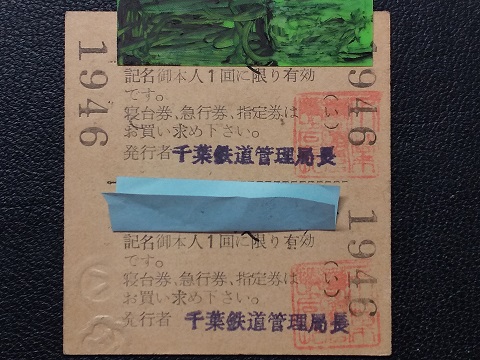 1946
1946
記名御本人1回に限り有効
です。
寝台券、急行券、指定券は
お買い求め下さい。
発行者 千葉鉄道管理局長
1946
1946
記名御本人1回に限り有効
です。
寝台券、急行券、指定券は
お買い求め下さい。
発行者 千葉鉄道管理局長